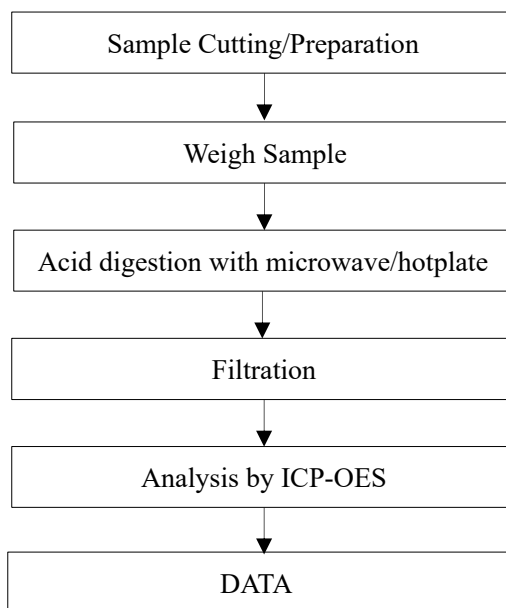 Sample Cutting/Preparation
Weigh Sample
Acid digestion with microwave/hotplate
Filtration
Analysis by ICP-OES
DATA